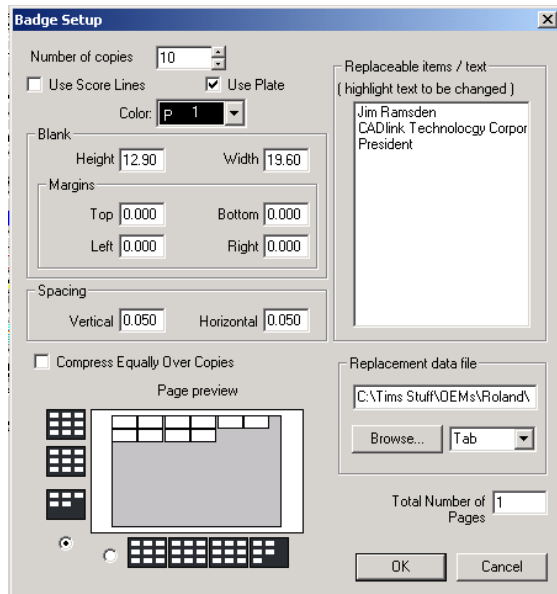 Badge Setup
Number of copies 10
Use Score Lines Use Plate
Color: P 1
Blank
Height 12.90 Width 19.60
Margins
Top 0.000 Bottom 0.000
Left 0.000 Right 0.000
Spacing
Vertical 0.050 Horizontal 0.050
Compress Equally Over Copies
Page preview
Replaceable items / text
( highlight text to be changed )
Jim Ramsden
CADlink Technolocgy Corpor
President
Replacement data file
C:\Tims Stuff\OEMs\Roland\
Browse... Tab
Total Number of 1
Pages
OK Cancel